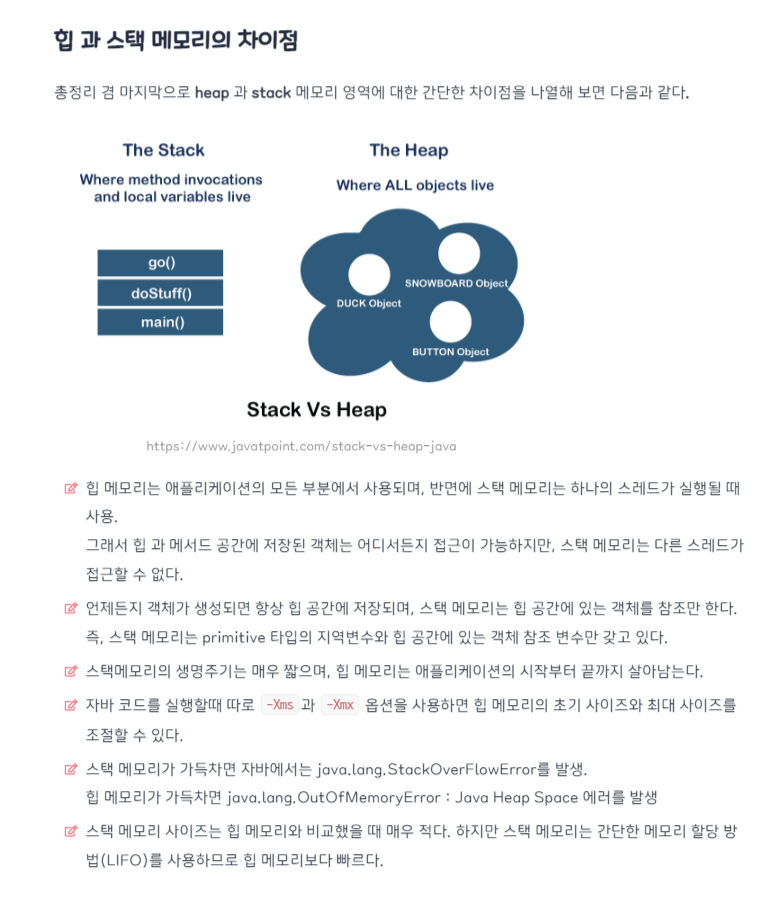 힙 과 스택 메모리의 차이점
총정리 겸 마지막으로 heap 과 stack 메모리 영역에 대한 간단한 차이점을 나열해 보면 다음과 같다.
The Stack
Where method invocations
and local variables live
go()
doStuff()
main()
The Heap
Where ALL objects live
SNOWBOARD Object
DUCK Object
BUTTON Object
Stack Vs Heap
https://www.javatpoint.com/stack-vs-heap-java
힙 메모리는 애플리케이션의 모든 부분에서 사용되며, 반면에 스택 메모리는 하나의 스레드가 실행될 때
사용.
그래서 힙 과 메서드 공간에 저장된 객체는 어디서든지 접근이 가능하지만, 스택 메모리는 다른 스레드가
접근할 수 없다.
언제든지 객체가 생성되면 항상 힙 공간에 저장되며, 스택 메모리는 힙 공간에 있는 객체를 참조만 한다.
즉, 스택 메모리는 primitive 타입의 지역변수와 힙 공간에 있는 객체 참조 변수만 갖고 있다.
스택메모리의 생명주기는 매우 짧으며, 힙 메모리는 애플리케이션의 시작부터 끝까지 살아남는다.
자바 코드를 실행할때 따로 -Xms 과 -Xmx 옵션을 사용하면 힙 메모리의 초기 사이즈와 최대 사이즈를
조절할 수 있다.
스택 메모리가 가득차면 자바에서는 java.lang.StackOverFlowError를 발생.
힙 메모리가 가득차면 java.lang.OutOfMemoryError : Java Heap Space 에러를 발생
스택 메모리 사이즈는 힙 메모리와 비교했을 때 매우 적다. 하지만 스택 메모리는 간단한 메모리 할당 방
법(LIFO)를 사용하므로 힙 메모리보다 빠르다.